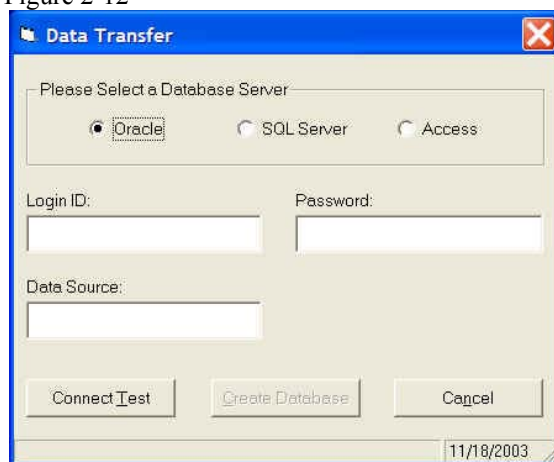 Figure 2-12
Data Transfer
Please Select a Database Server
Oracle SQL Server Access
Login ID: Password:
Data Source:
Connect Test Create Database Cancel
11/18/2003